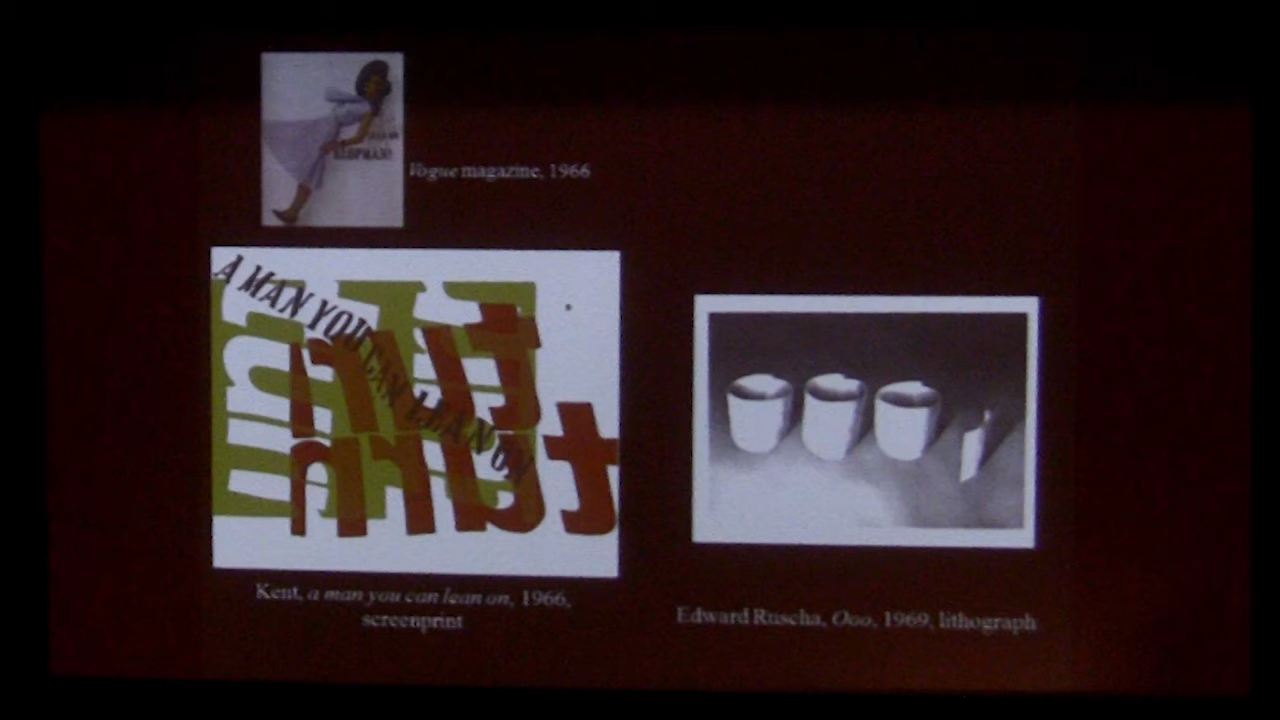 Vogue magazine, 1966
A MAN YOU CAN LEAN ON
Kent, a man you can lean on, 1966,
screenprint
Edward Ruscha, Ooo, 1969, lithograph